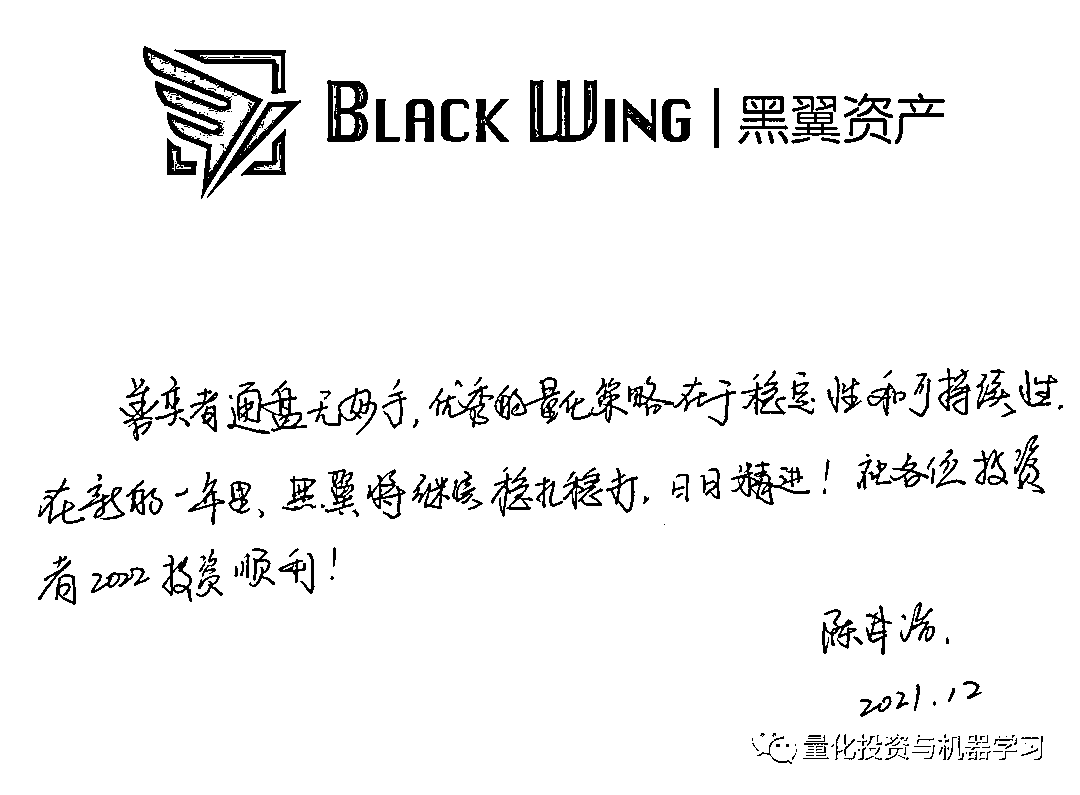 BLACK WING | 黑翼资产
善弈者通盘无妙手,优秀的量化策略在于稳定性和可持续性.
在新的一年里、黑翼将继续稳扎稳打,日日精进!祝各位投资
者2022投资顺利!
陈泽浩.
2021.12
量化投资与机器学习